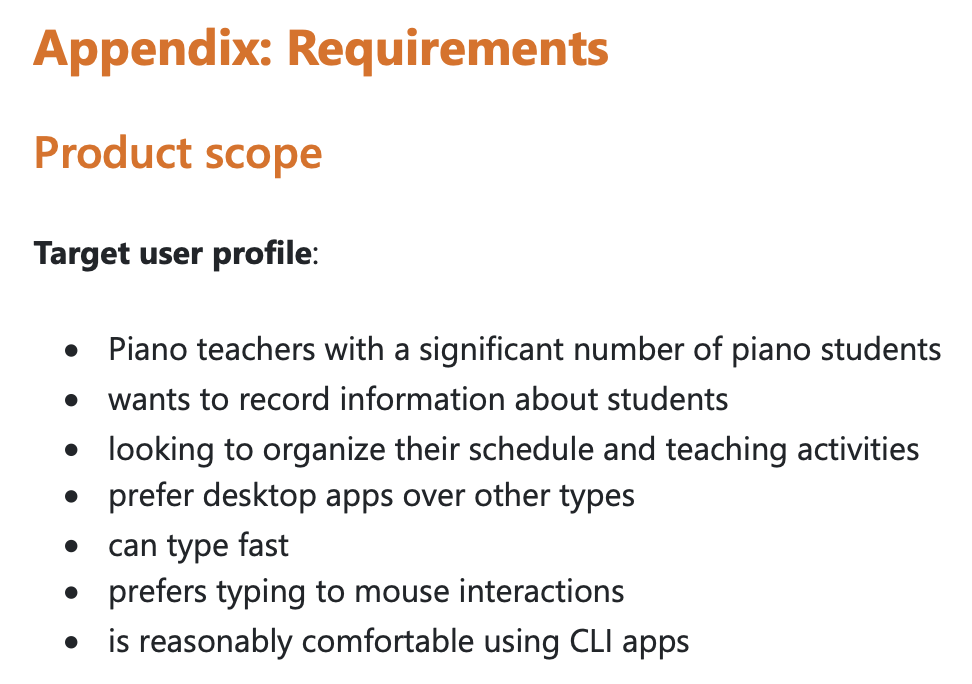 Appendix: Requirements
Product scope
Target user profile:
• Piano teachers with a significant number of piano students
• wants to record information about students
• looking to organize their schedule and teaching activities
• prefer desktop apps over other types
• can type fast
• prefers typing to mouse interactions
• is reasonably comfortable using CLI apps